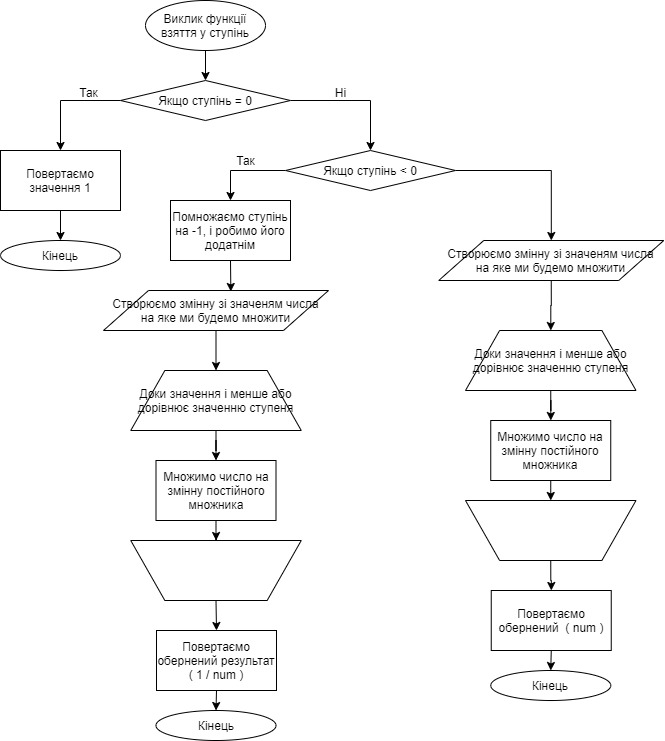 Виклик функції
взяття у ступінь
Так
Якщо ступінь = 0
Ні
Повертаємо
значення 1
Кінець
Так
Якщо ступінь < 0
Помножаємо ступінь
на -1, і робимо його
додатнім
Створюємо змінну зі значенням числа
на яке ми будемо множити
Доки значення і менше або
дорівнює значенню ступеня
Множимо число на
змінну постійного
множника
Повертаємо
обернений результат
( 1 / num )
Кінець
Створюємо змінну зі значенням числа
на яке ми будемо множити
Доки значення і менше або
дорівнює значенню ступеня
Множимо число на
змінну постійного
множника
Повертаємо
обернений  ( num )
Кінець